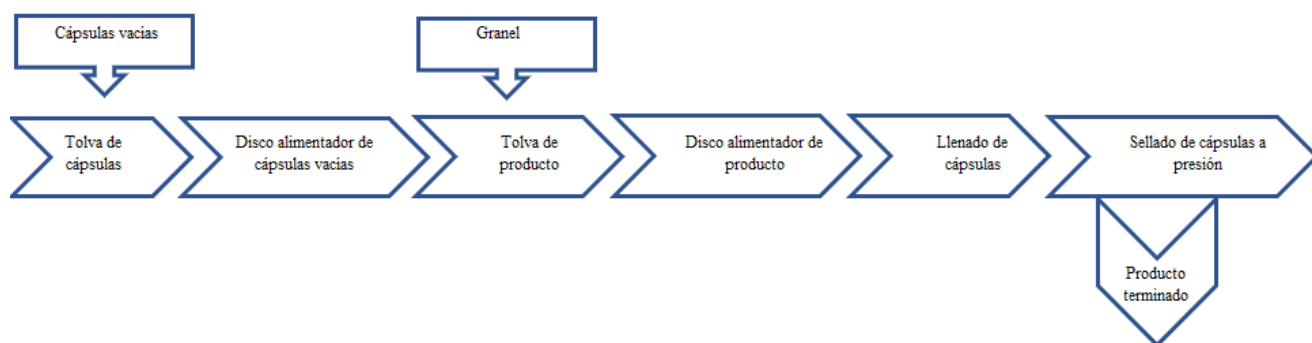 Cápsulas vacias
Granel
Tolva de
cápsulas
Disco alimentador de
cápsulas vacias
Tolva de
producto
Disco alimentador de
producto
Llenado de
cápsulas
Sellado de cápsulas a
presión
Producto
terminado